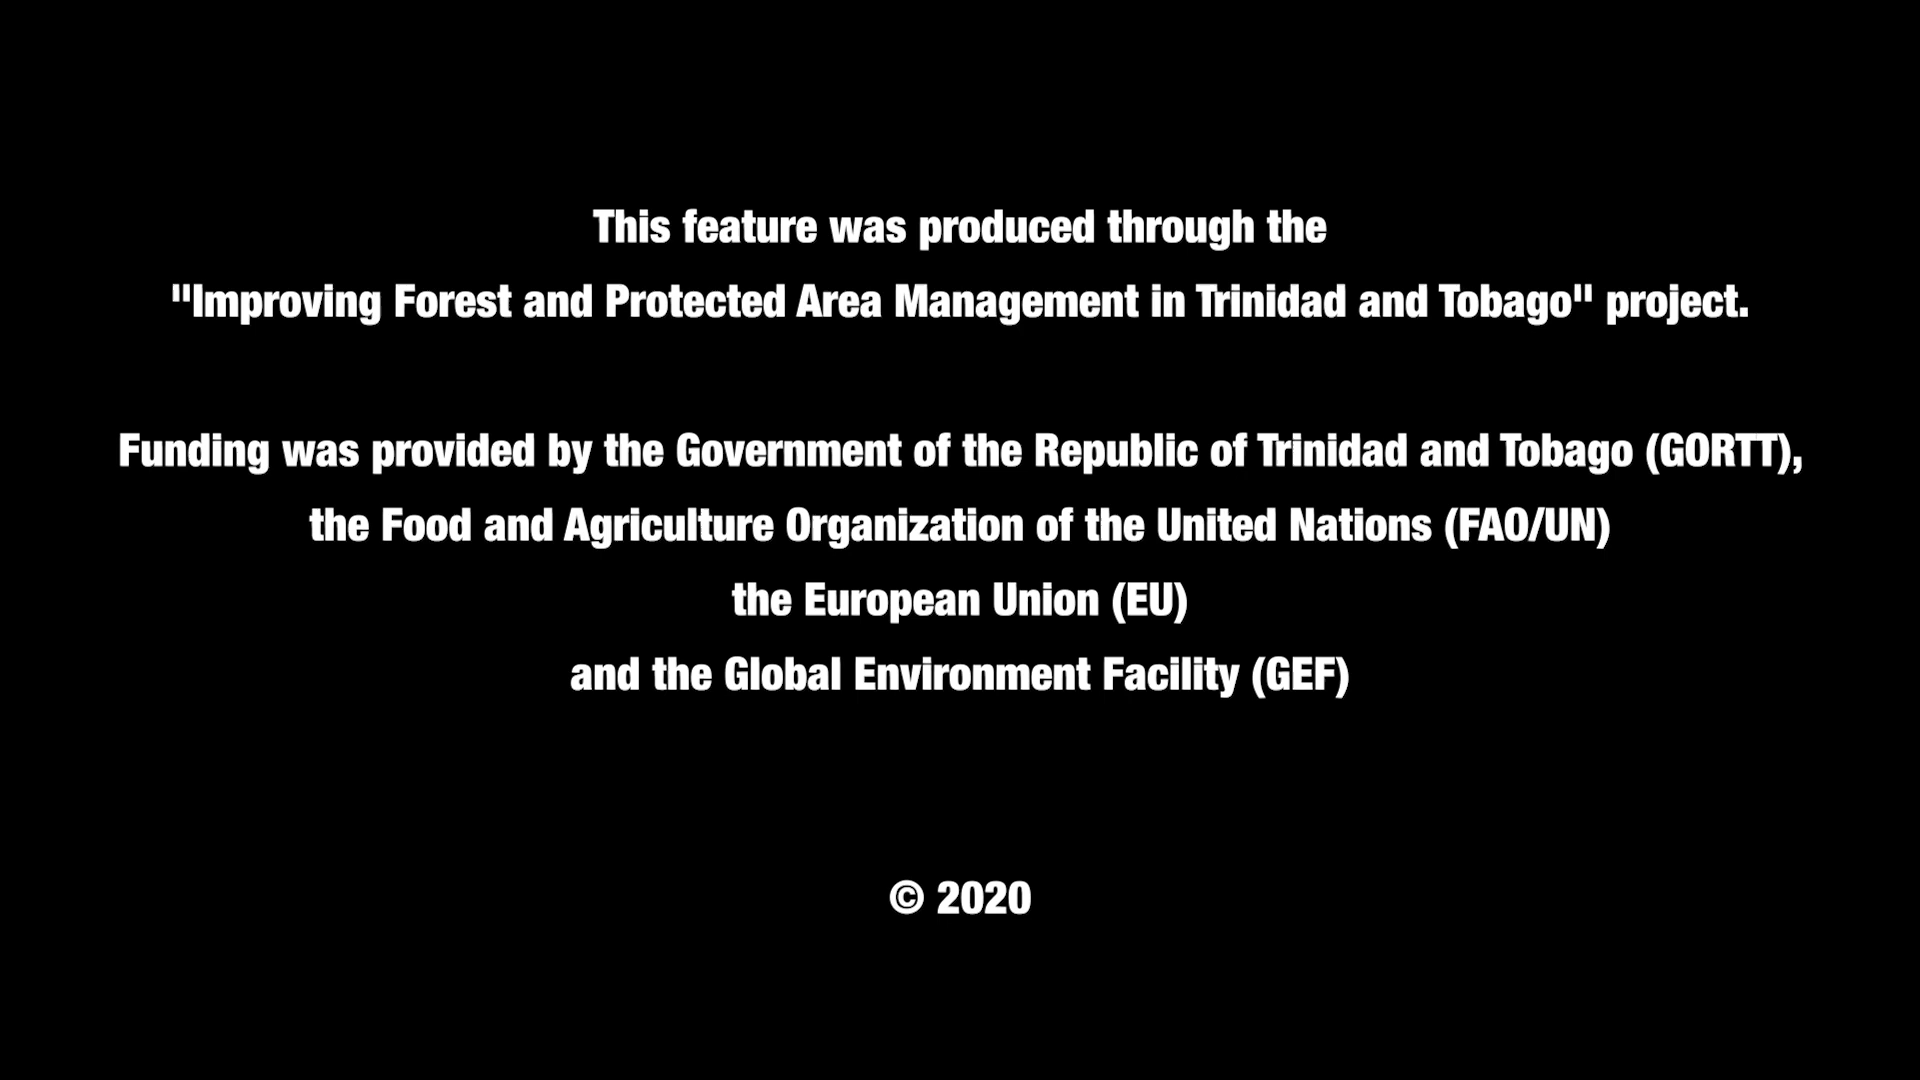 This feature was produced through the
"Improving Forest and Protected Area Management in Trinidad and Tobago" project.
Funding was provided by the Government of the Republic of Trinidad and Tobago (GORTT),
the Food and Agriculture Organization of the United Nations (FAO/UN)
the European Union (EU)
and the Global Environment Facility (GEF)
© 2020